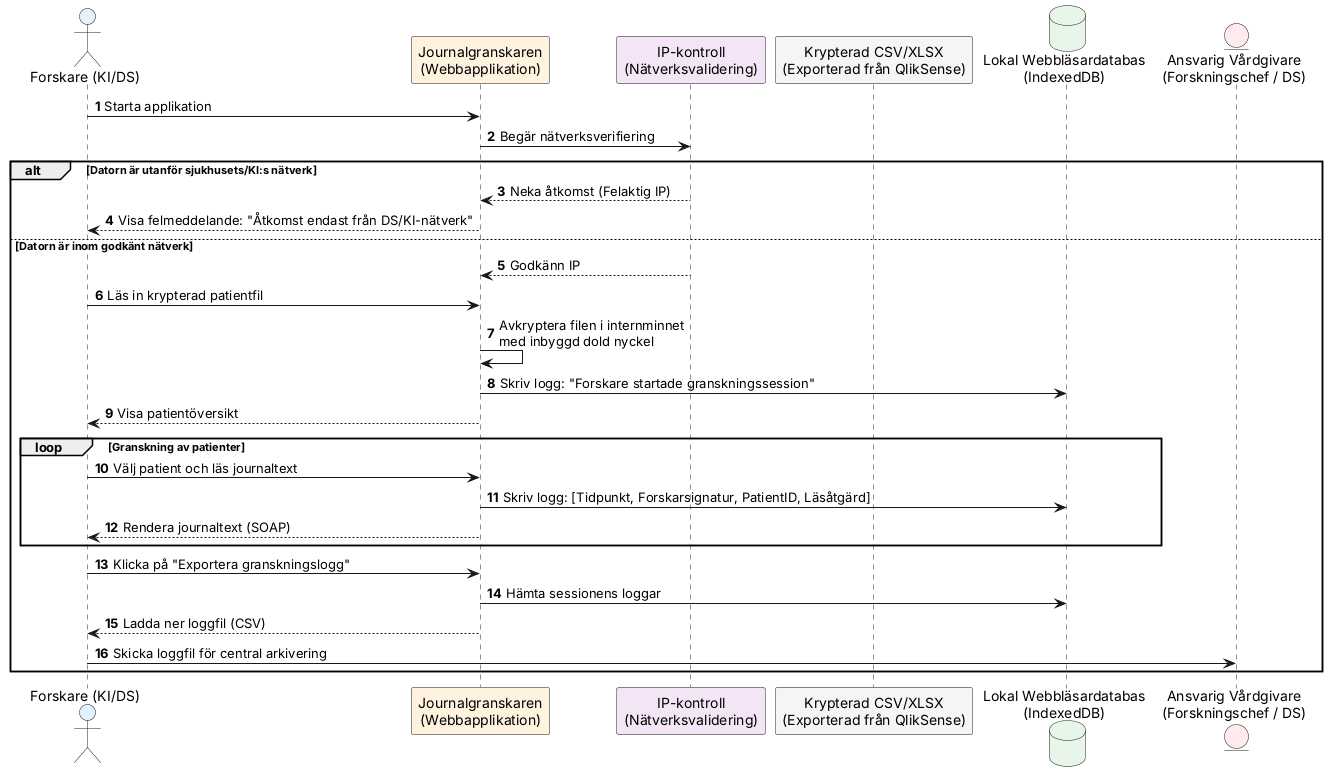 Forskare (KI/DS)
Journalgranskaren
(Webbapplikation)
IP-kontroll
(Nätverksvalidering)
Krypterad CSV/XLSX
(Exporterad från QlikSense)
Lokal Webbläsardatabas
(IndexedDB)
Ansvarig Vårdgivare
(Forskningschef / DS)
1 Starta applikation
2 Begär nätverksverifiering
alt [Datorn är utanför sjukhusets/KI:s nätverk]
3 Neka åtkomst (Felaktig IP)
4 Visa felmeddelande: "Åtkomst endast från DS/KI-nätverk"
[Datorn är inom godkänt nätverk]
5 Godkänn IP
6 Läs in krypterad patientfil
7 Avkryptera filen i internminnet
med inbyggd dold nyckel
8 Skriv logg: "Forskare startade granskningssession"
9 Visa patientöversikt
loop [Granskning av patienter]
10 Välj patient och läs journaltext
11 Skriv logg: [Tidpunkt, Forskarsignatur, PatientID, Läsåtgärd]
12 Rendera journaltext (SOAP)
13 Klicka på "Exportera granskningslogg"
14 Hämta sessionens loggar
15 Ladda ner loggfil (CSV)
16 Skicka loggfil för central arkivering
Forskare (KI/DS)
Journalgranskaren
(Webbapplikation)
IP-kontroll
(Nätverksvalidering)
Krypterad CSV/XLSX
(Exporterad från QlikSense)
Lokal Webbläsardatabas
(IndexedDB)
Ansvarig Vårdgivare
(Forskningschef / DS)